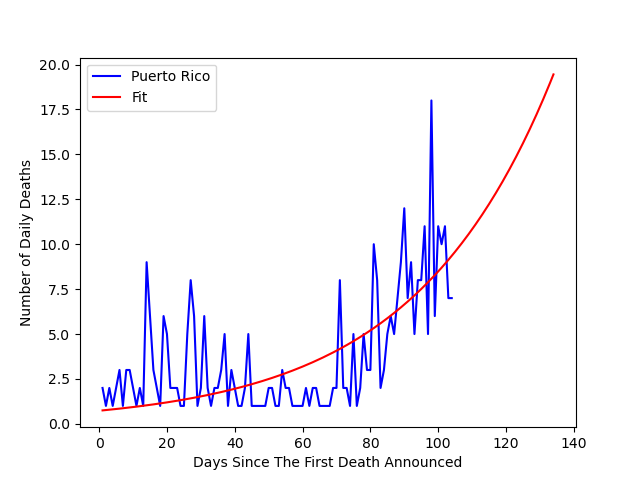 Puerto Rico
Fit
20.0
17.5
15.0
12.5
10.0
7.5
5.0
2.5
0.0
Number of Daily Deaths
0 20 40 60 80 100 120 140
Days Since The First Death Announced